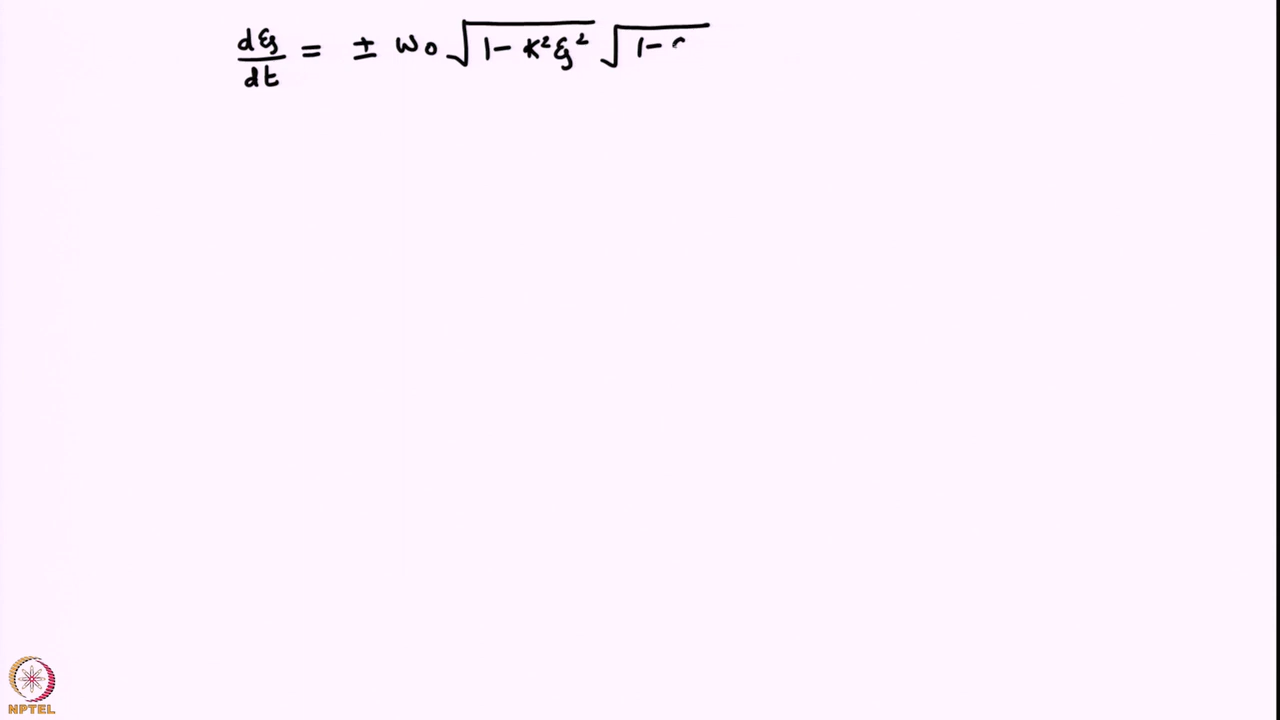 dξ/dt = ± ω₀ √(1 - k²ξ²) √(1 -
NPTEL